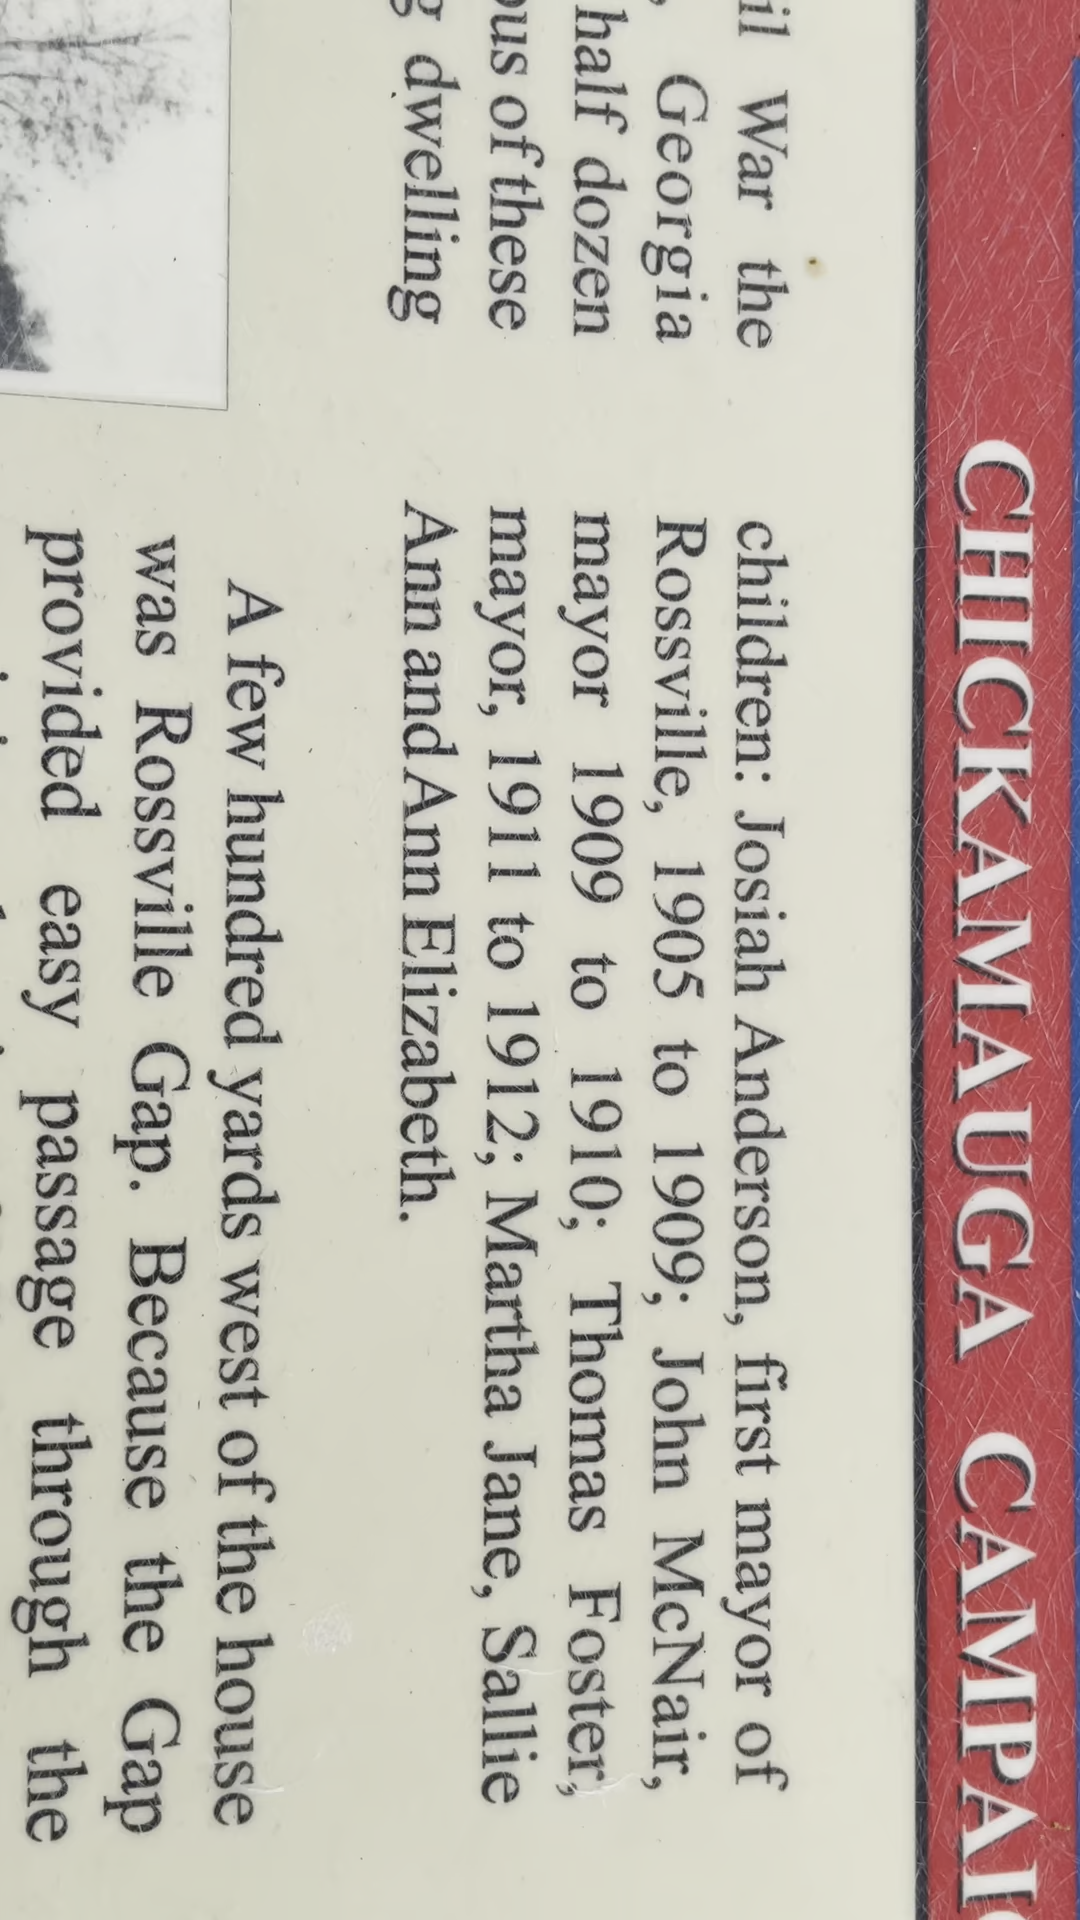 CHICKAMAUGA CAMPAI
War the
Georgia
half dozen
of these
dwelling
children: Josiah Anderson, first mayor of
Rossville, 1905 to 1909; John McNair,
mayor 1909 to 1910; Thomas Foster,
mayor, 1911 to 1912; Martha Jane, Sallie
Ann and Ann Elizabeth.
A few hundred yards west of the house
was Rossville Gap. Because the Gap
provided easy passage through the